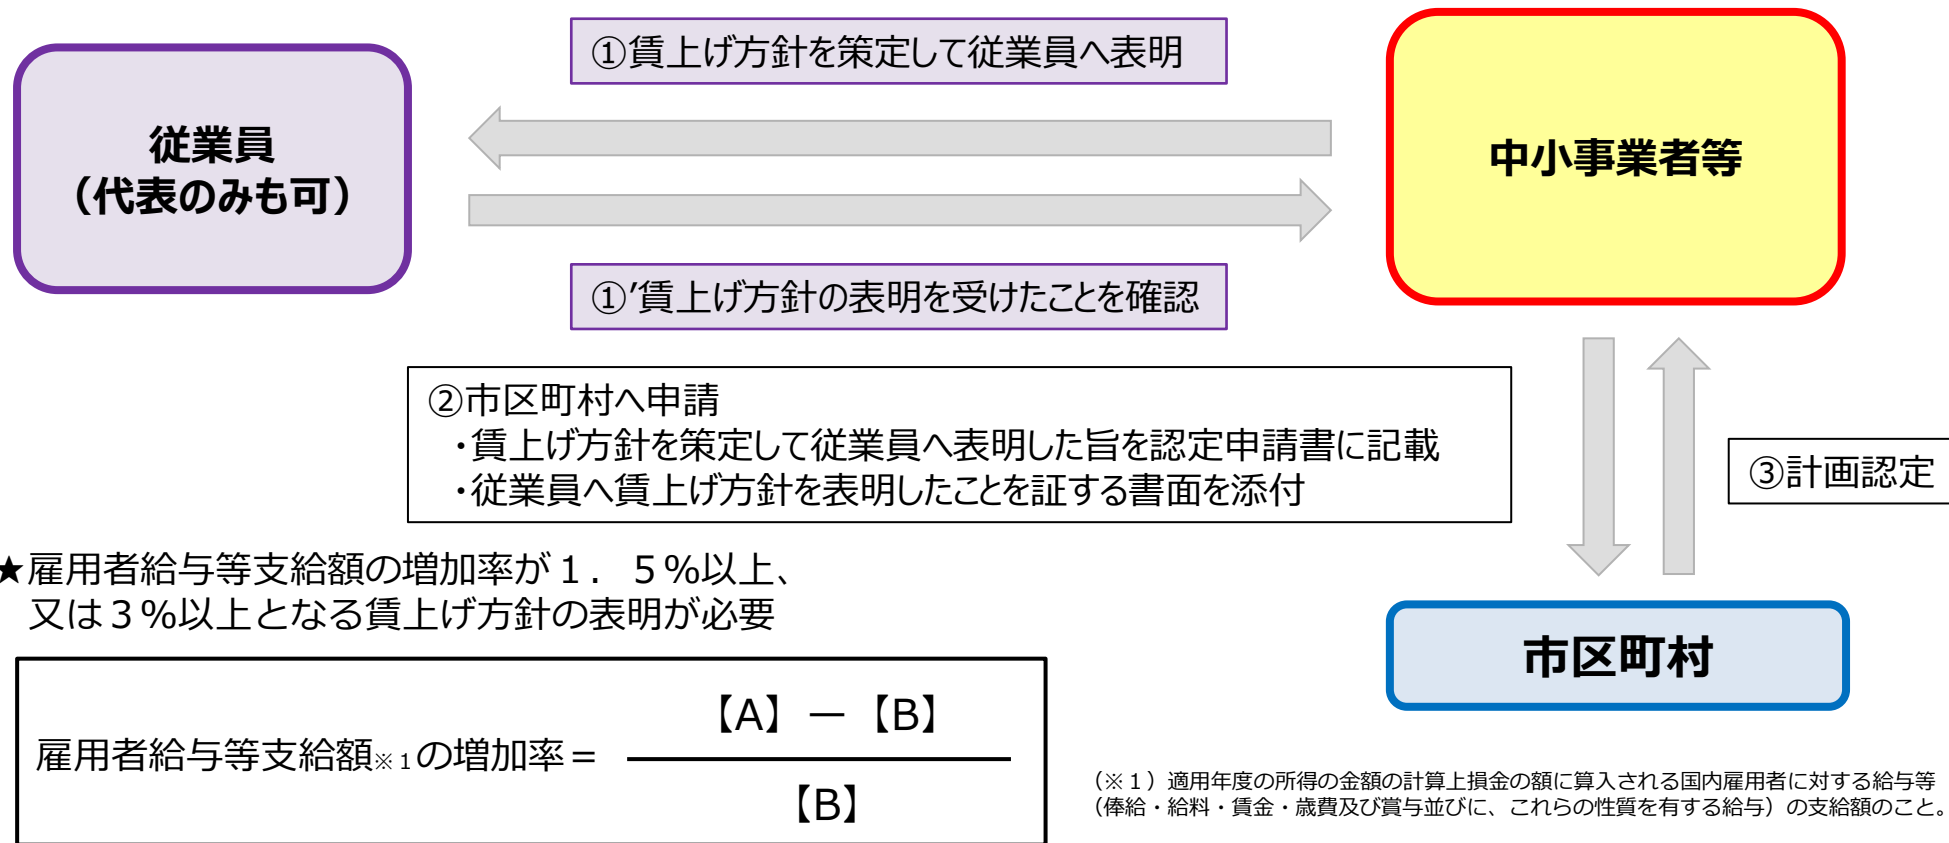 ①賃上げ方針を策定して従業員へ表明
従業員
（代表のみも可）
中小事業者等
①’賃上げ方針の表明を受けたことを確認
②市区町村へ申請
・賃上げ方針を策定して従業員へ表明した旨を認定申請書に記載
・従業員へ賃上げ方針を表明したことを証する書面を添付
③計画認定
★雇用者給与等支給額の増加率が１．５％以上、
又は３％以上となる賃上げ方針の表明が必要
市区町村
雇用者給与等支給額※１の増加率＝
【A】－【B】
【B】
（※１）適用年度の所得の金額の計算上損金の額に算入される国内雇用者に対する給与等
（俸給・給料・賃金・歳費及び賞与並びに、これらの性質を有する給与）の支給額のこと。